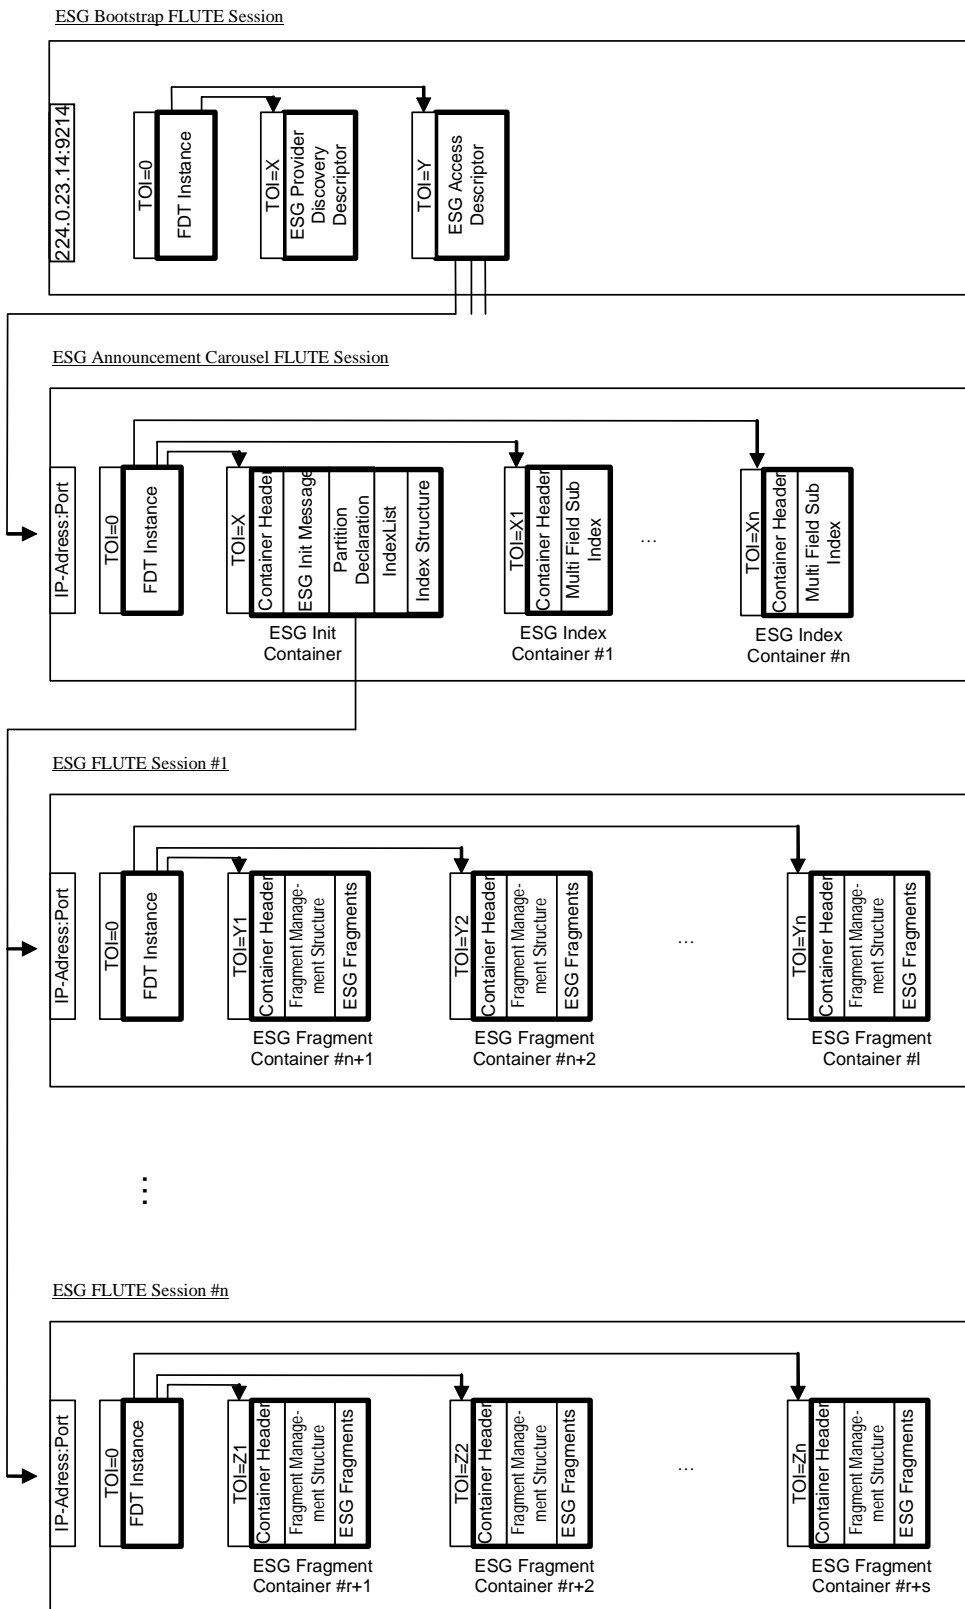 ESG Bootstrap FLUTE Session
224.0.23.14:9214
TOI=0
FDT Instance
TOI=X
ESG Provider
Discovery
Descriptor
TOI=Y
ESG Access
Descriptor
ESG Announcement Carousel FLUTE Session
IP-Adress:Port
TOI=0
FDT Instance
TOI=X
Container Header
ESG Init Message
Partition
Declaration
IndexList
Index Structure
ESG Init
Container
TOI=X1
Container Header
Multi Field Sub
Index
ESG Index
Container #1
...
TOI=Xn
Container Header
Multi Field Sub
Index
ESG Index
Container #n
ESG FLUTE Session #1
IP-Adress:Port
TOI=0
FDT Instance
TOI=Y1
Container Header
Fragment Manage-
ment Structure
ESG Fragments
ESG Fragment
Container #n+1
TOI=Y2
Container Header
Fragment Manage-
ment Structure
ESG Fragments
ESG Fragment
Container #n+2
...
TOI=Yn
Container Header
Fragment Manage-
ment Structure
ESG Fragments
ESG Fragment
Container #l
...
ESG FLUTE Session #n
IP-Adress:Port
TOI=0
FDT Instance
TOI=Z1
Container Header
Fragment Manage-
ment Structure
ESG Fragments
ESG Fragment
Container #r+1
TOI=Z2
Container Header
Fragment Manage-
ment Structure
ESG Fragments
ESG Fragment
Container #r+2
...
TOI=Zn
Container Header
Fragment Manage-
ment Structure
ESG Fragments
ESG Fragment
Container #r+s